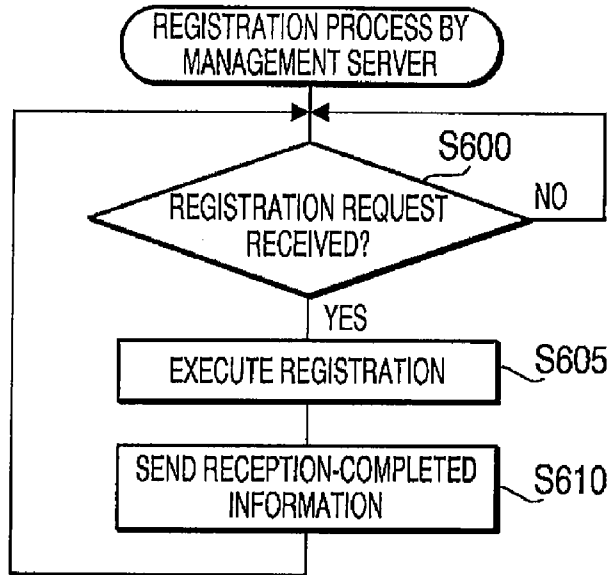 REGISTRATION PROCESS BY
MANAGEMENT SERVER
S600
REGISTRATION REQUEST
RECEIVED?
NO
YES
EXECUTE REGISTRATION
S605
SEND RECEPTION-COMPLETED
INFORMATION
S610